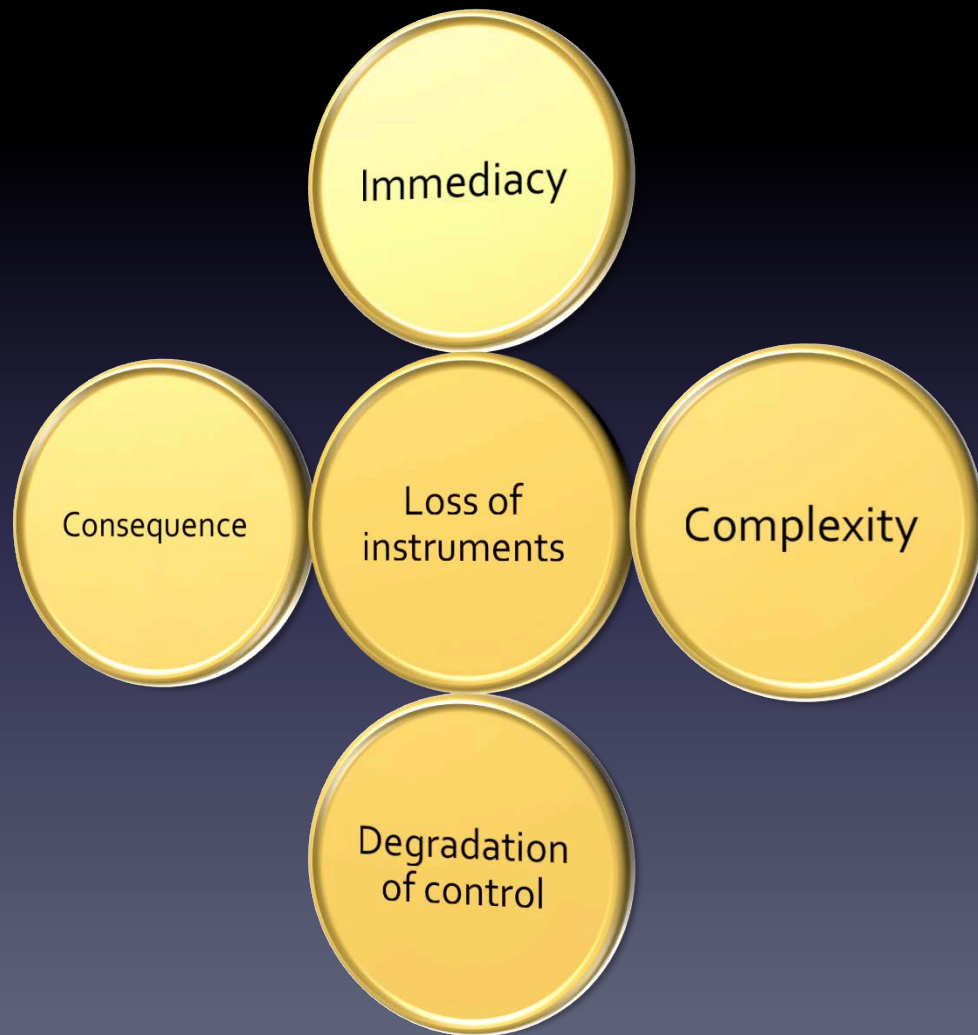 Immediacy
Consequence
Loss of
instruments
Complexity
Degradation
of control